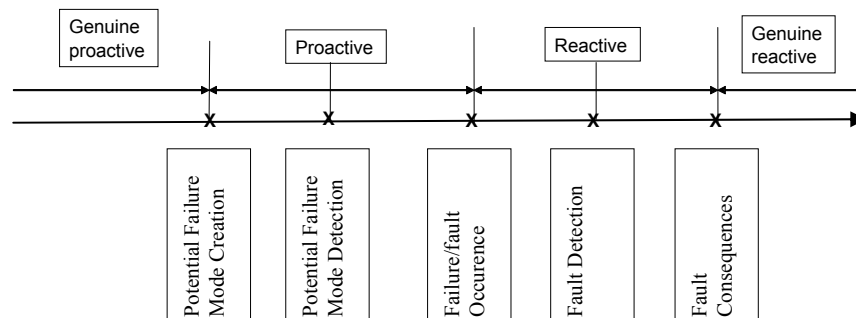 Genuine
proactive
Proactive
Reactive
Genuine
reactive
X
X
X
X
X
Potential Failure
Mode Creation
Potential Failure
Mode Detection
Failure/fault
Occurence
Fault Detection
Fault
Consequences